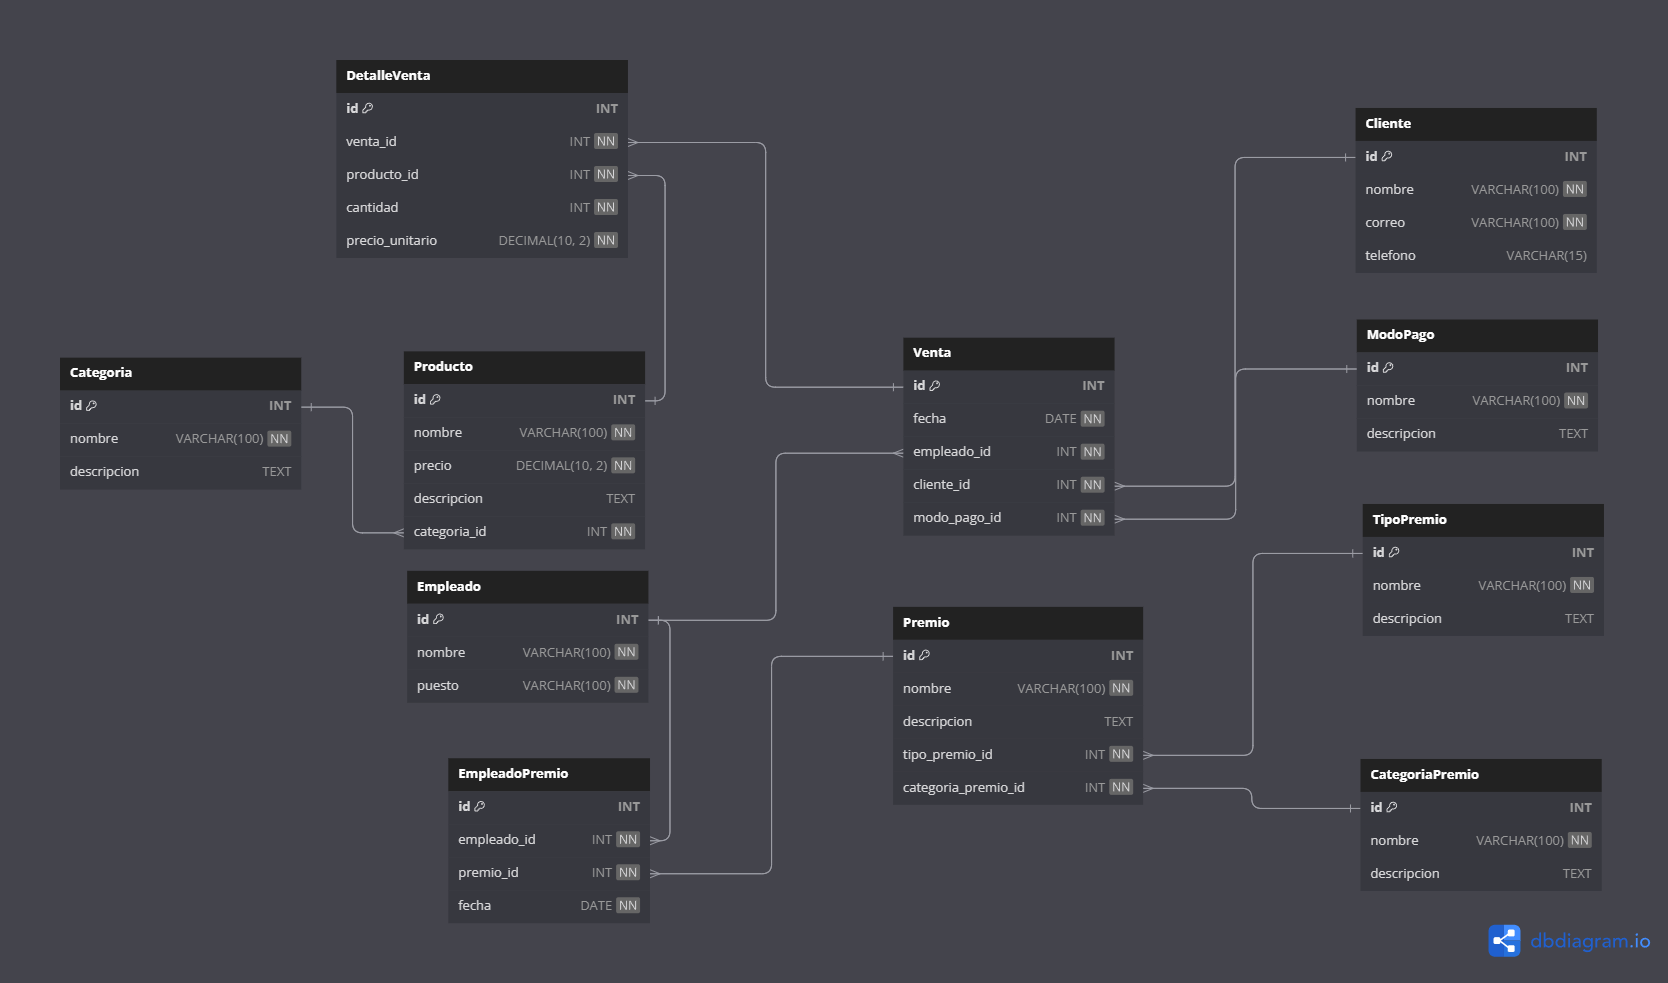 DetalleVenta
id INT
venta_id INT NN
producto_id INT NN
cantidad INT NN
precio_unitario DECIMAL(10, 2) NN
Categoria
id INT
nombre VARCHAR(100) NN
descripcion TEXT
Producto
id INT
nombre VARCHAR(100) NN
precio DECIMAL(10, 2) NN
descripcion TEXT
categoria_id INT NN
Empleado
id INT
nombre VARCHAR(100) NN
puesto VARCHAR(100) NN
EmpleadoPremio
id INT
empleado_id INT NN
premio_id INT NN
fecha DATE NN
Venta
id INT
fecha DATE NN
empleado_id INT NN
cliente_id INT NN
modo_pago_id INT NN
Premio
id INT
nombre VARCHAR(100) NN
descripcion TEXT
tipo_premio_id INT NN
categoria_premio_id INT NN
Cliente
id INT
nombre VARCHAR(100) NN
correo VARCHAR(100) NN
telefono VARCHAR(15)
ModoPago
id INT
nombre VARCHAR(100) NN
descripcion TEXT
TipoPremio
id INT
nombre VARCHAR(100) NN
descripcion TEXT
CategoriaPremio
id INT
nombre VARCHAR(100) NN
descripcion TEXT
dbdiagram.io